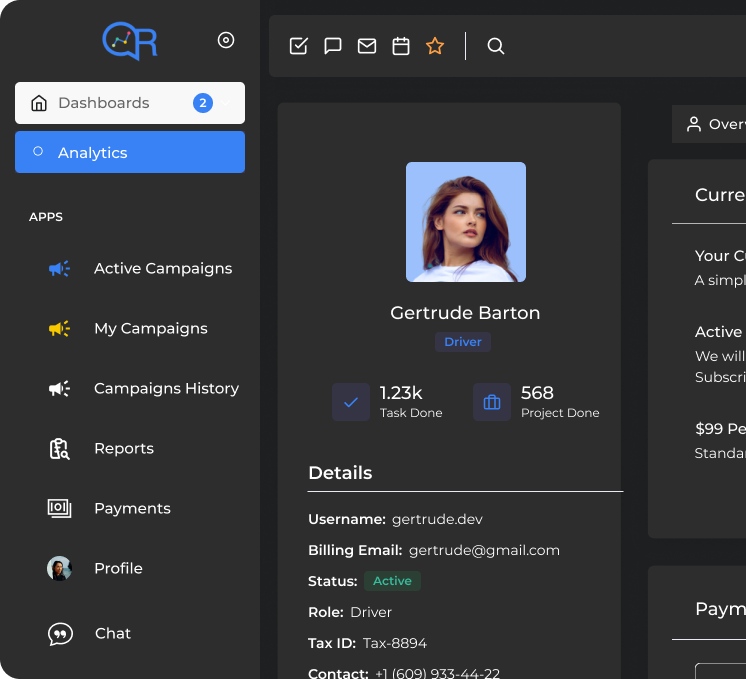 QR
Dashboards 2
Analytics
APPS
Active Campaigns
My Campaigns
Campaigns History
Reports
Payments
Profile
Chat
Gertrude Barton
Driver
1.23k
Task Done
568
Project Done
Details
Username: gertrude.dev
Billing Email: gertrude@gmail.com
Status: Active
Role: Driver
Tax ID: Tax-8894
Contact: +1 (609) 933-44-22
Over
Curre
Your Cu
A simpl
Active
We will
Subscri
$99 Pe
Standar
Paym